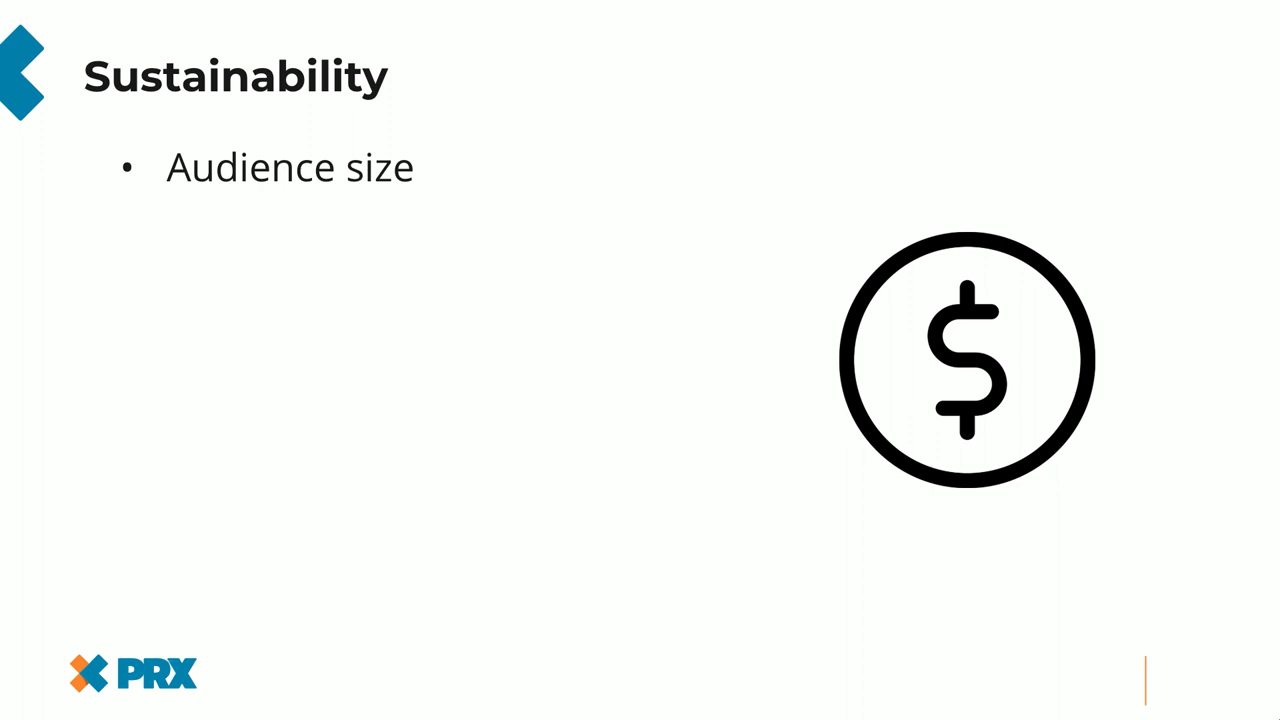 Sustainability
• Audience size
$
PRX